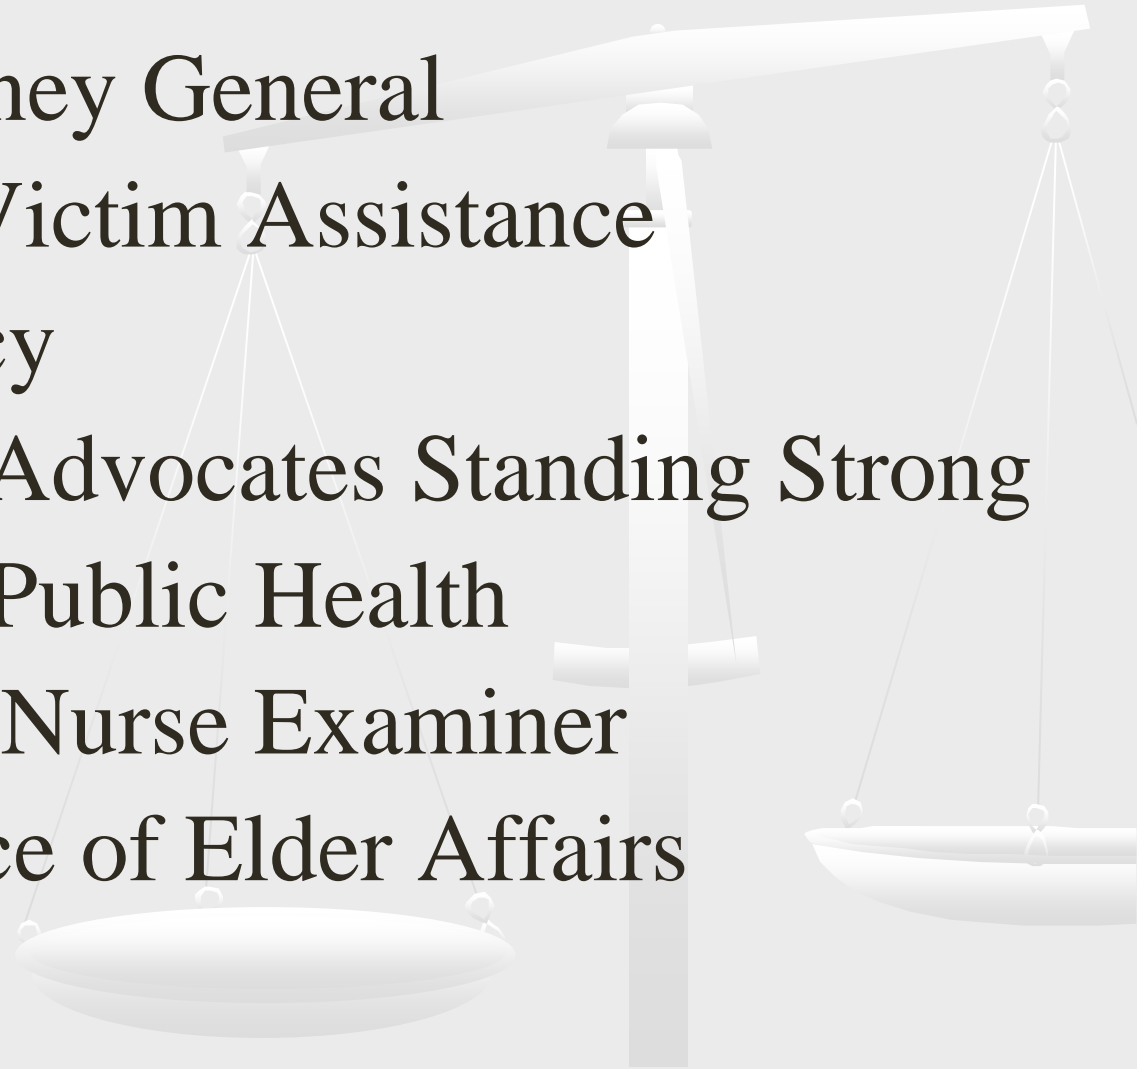 ney General
Victim Assistance
cy
Advocates Standing Strong
Public Health
Nurse Examiner
ce of Elder Affairs